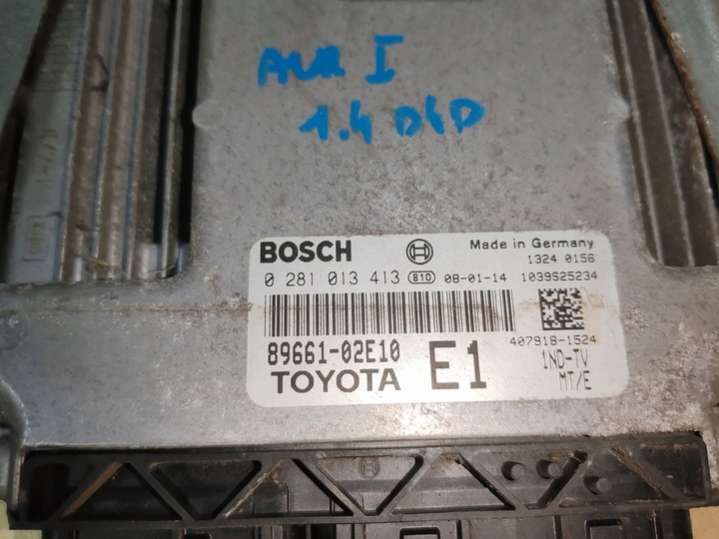 AUR I
1.4 D4D
BOSCH Made in Germany
1324 0156
0 281 013 413 810 08-01-14 1039S25234
407918-1524
89661-02E10 E1 1ND-TV
TOYOTA MT/E